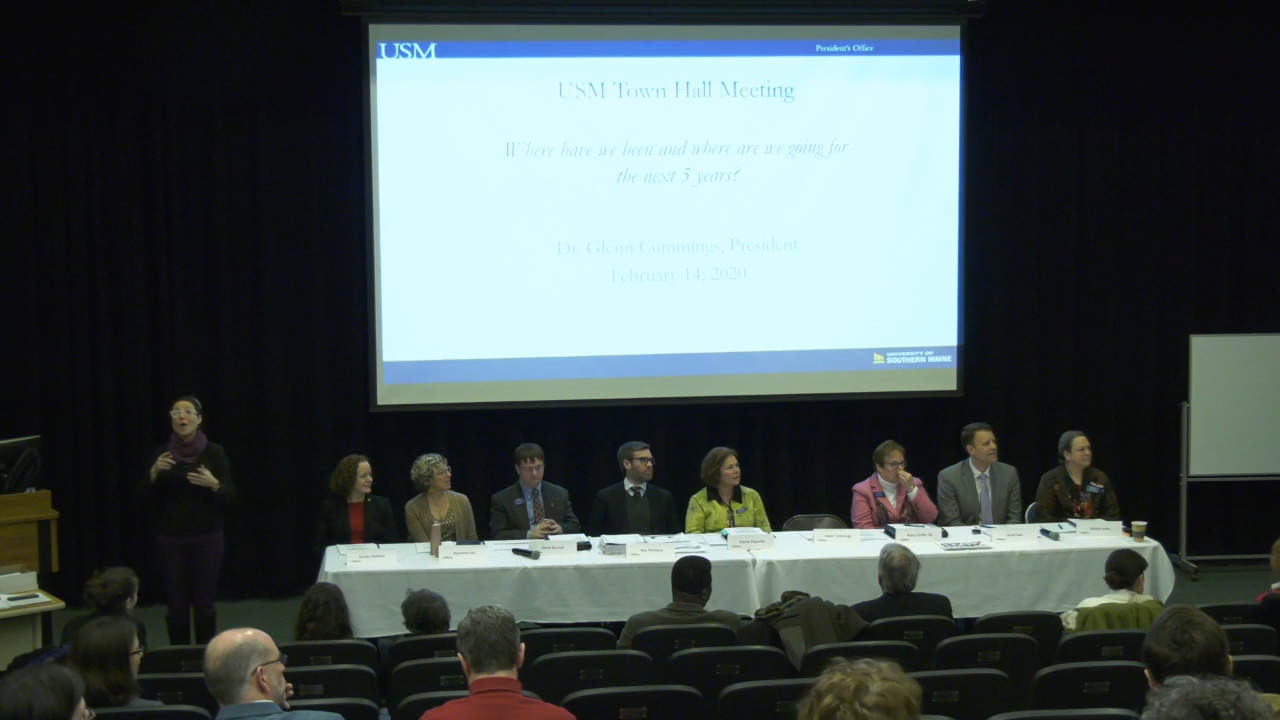 USM
President's Office
USM Town Hall Meeting
Where have we been and where are we going for
the next 5 years?
Dr. Glenn Cummings, President
February 14, 2020
UNIVERSITY OF
SOUTHERN MAINE